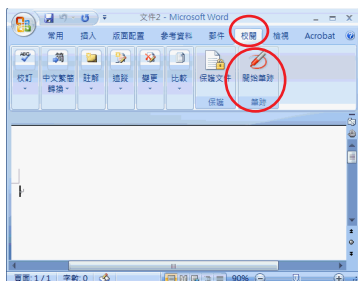 文件2 - Microsoft Word
常用 插入 版面配置 參考資料 郵件 校閱 檢視 Acrobat
ABC
校訂 中文繁簡轉換 註解 追蹤 變更 比較 保護文件 開始筆跡
保護 筆跡
頁面: 1/1 字數: 0 90%